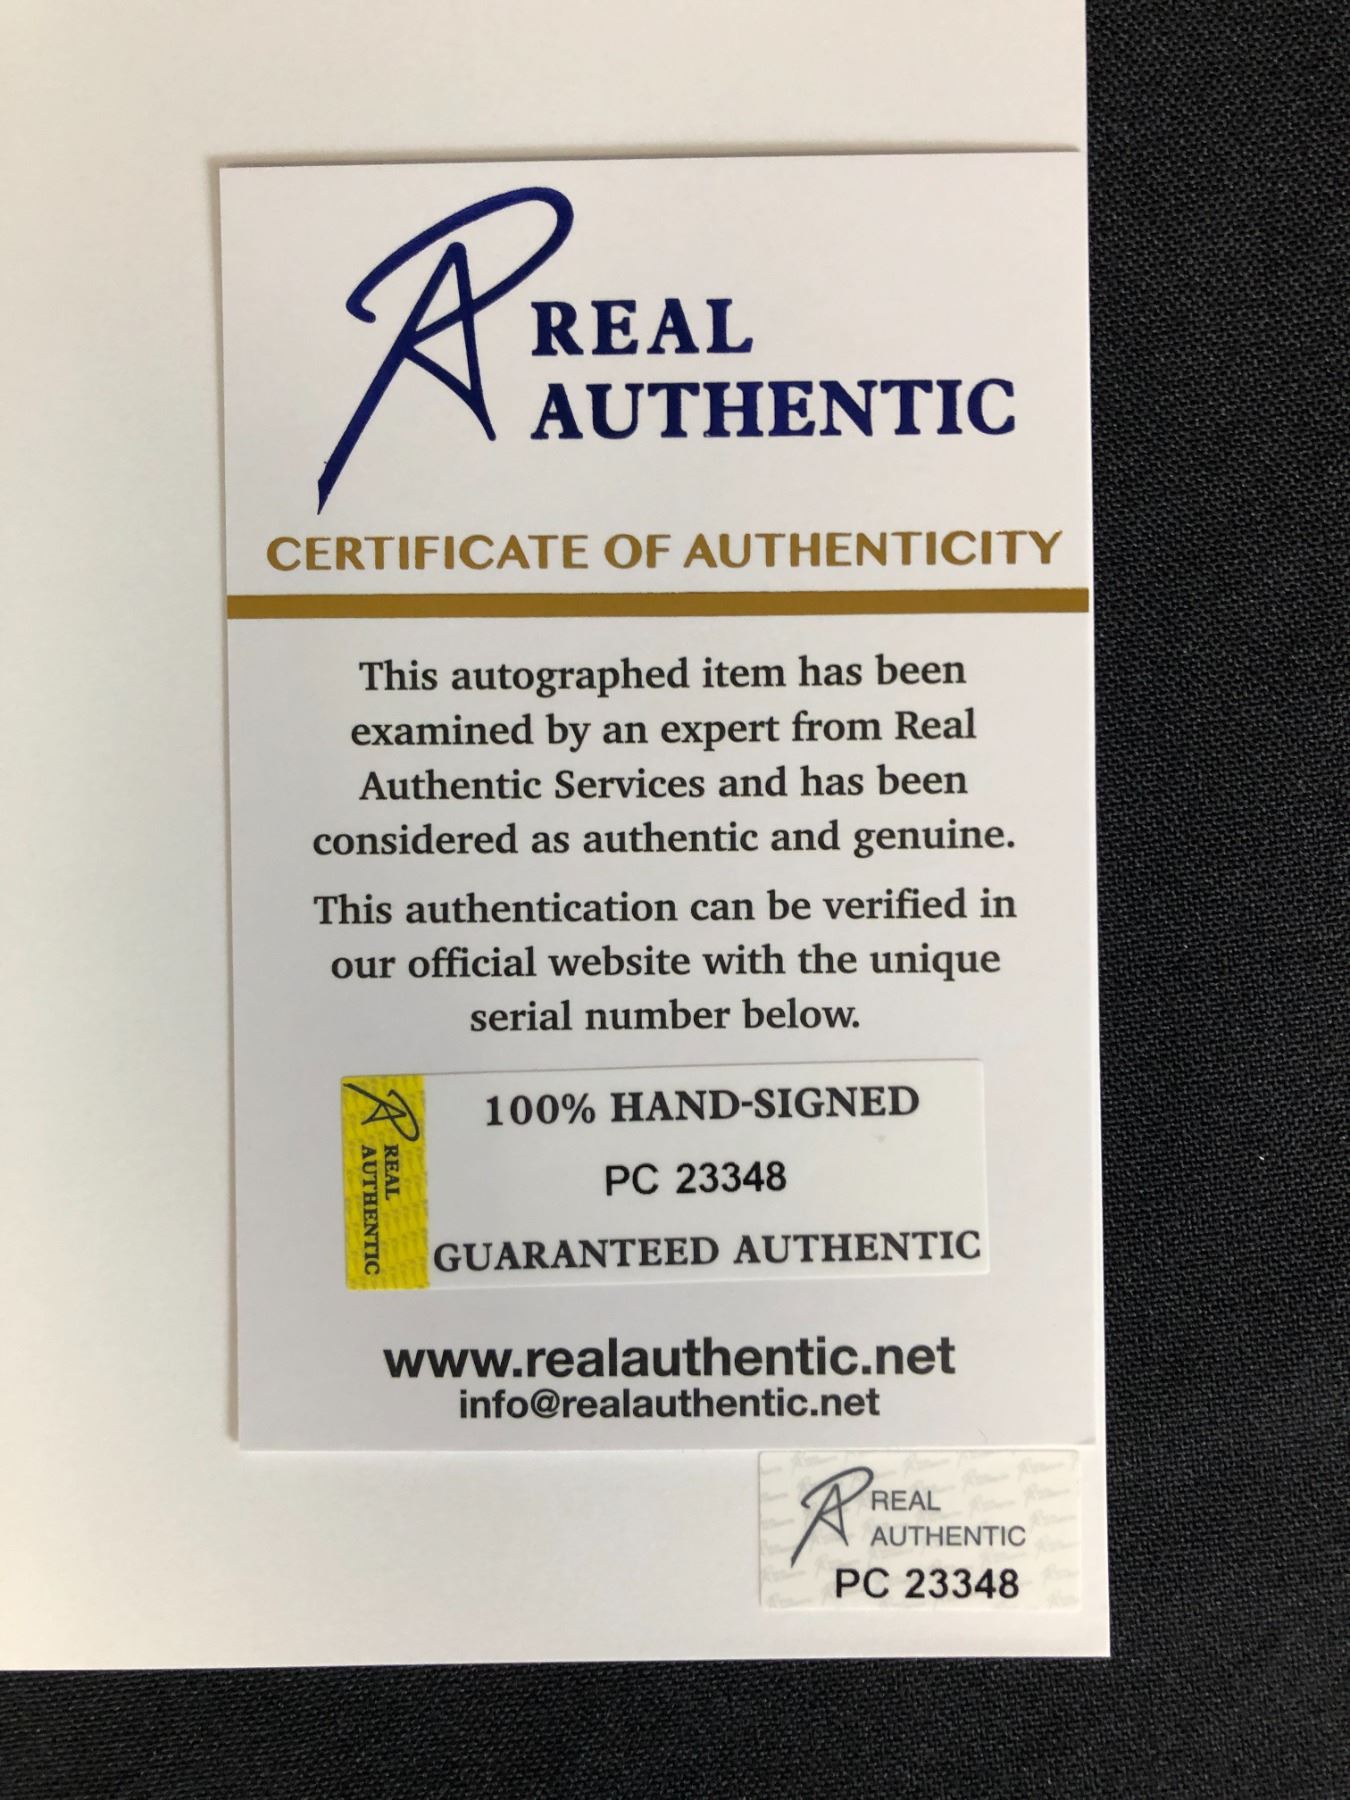 REAL
AUTHENTIC
CERTIFICATE OF AUTHENTICITY
This autographed item has been
examined by an expert from Real
Authentic Services and has been
considered as authentic and genuine.
This authentication can be verified in
our official website with the unique
serial number below.
REAL
AUTHENTIC
100% HAND-SIGNED
PC 23348
GUARANTEED AUTHENTIC
www.realauthentic.net
info@realauthentic.net
REAL
AUTHENTIC
PC 23348